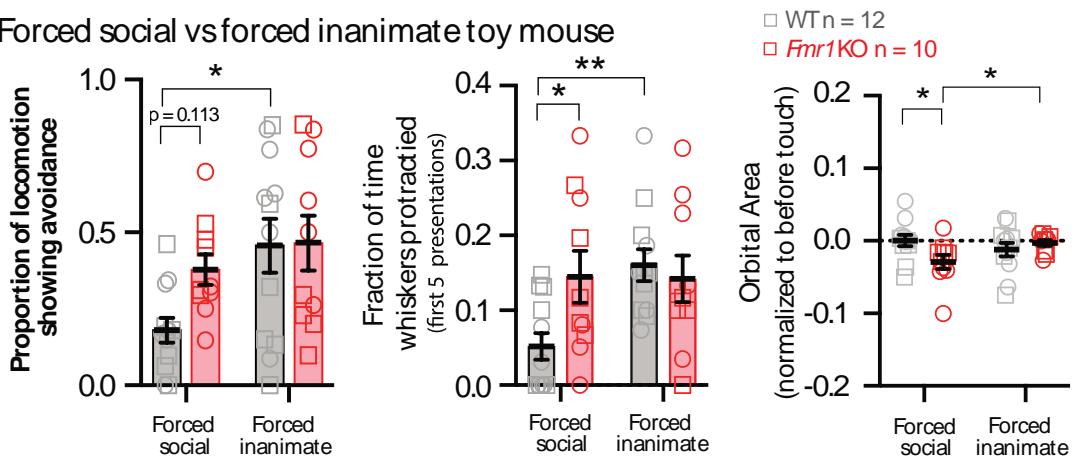 Forced social vs forced inanimate toy mouse
WT n = 12
Fmr1 KO n = 10
Proportion of locomotion
showing avoidance
1.0
0.5
0.0
*
p = 0.113
Forced
social
Forced
inanimate
Fraction of time
whiskers protractied
(first 5 presentations)
0.4
0.3
0.2
0.1
0.0
**
*
Forced
social
Forced
inanimate
Orbital Area
(normalized to before touch)
0.2
0.1
0.0
-0.1
-0.2
*
*
Forced
social
Forced
inanimate